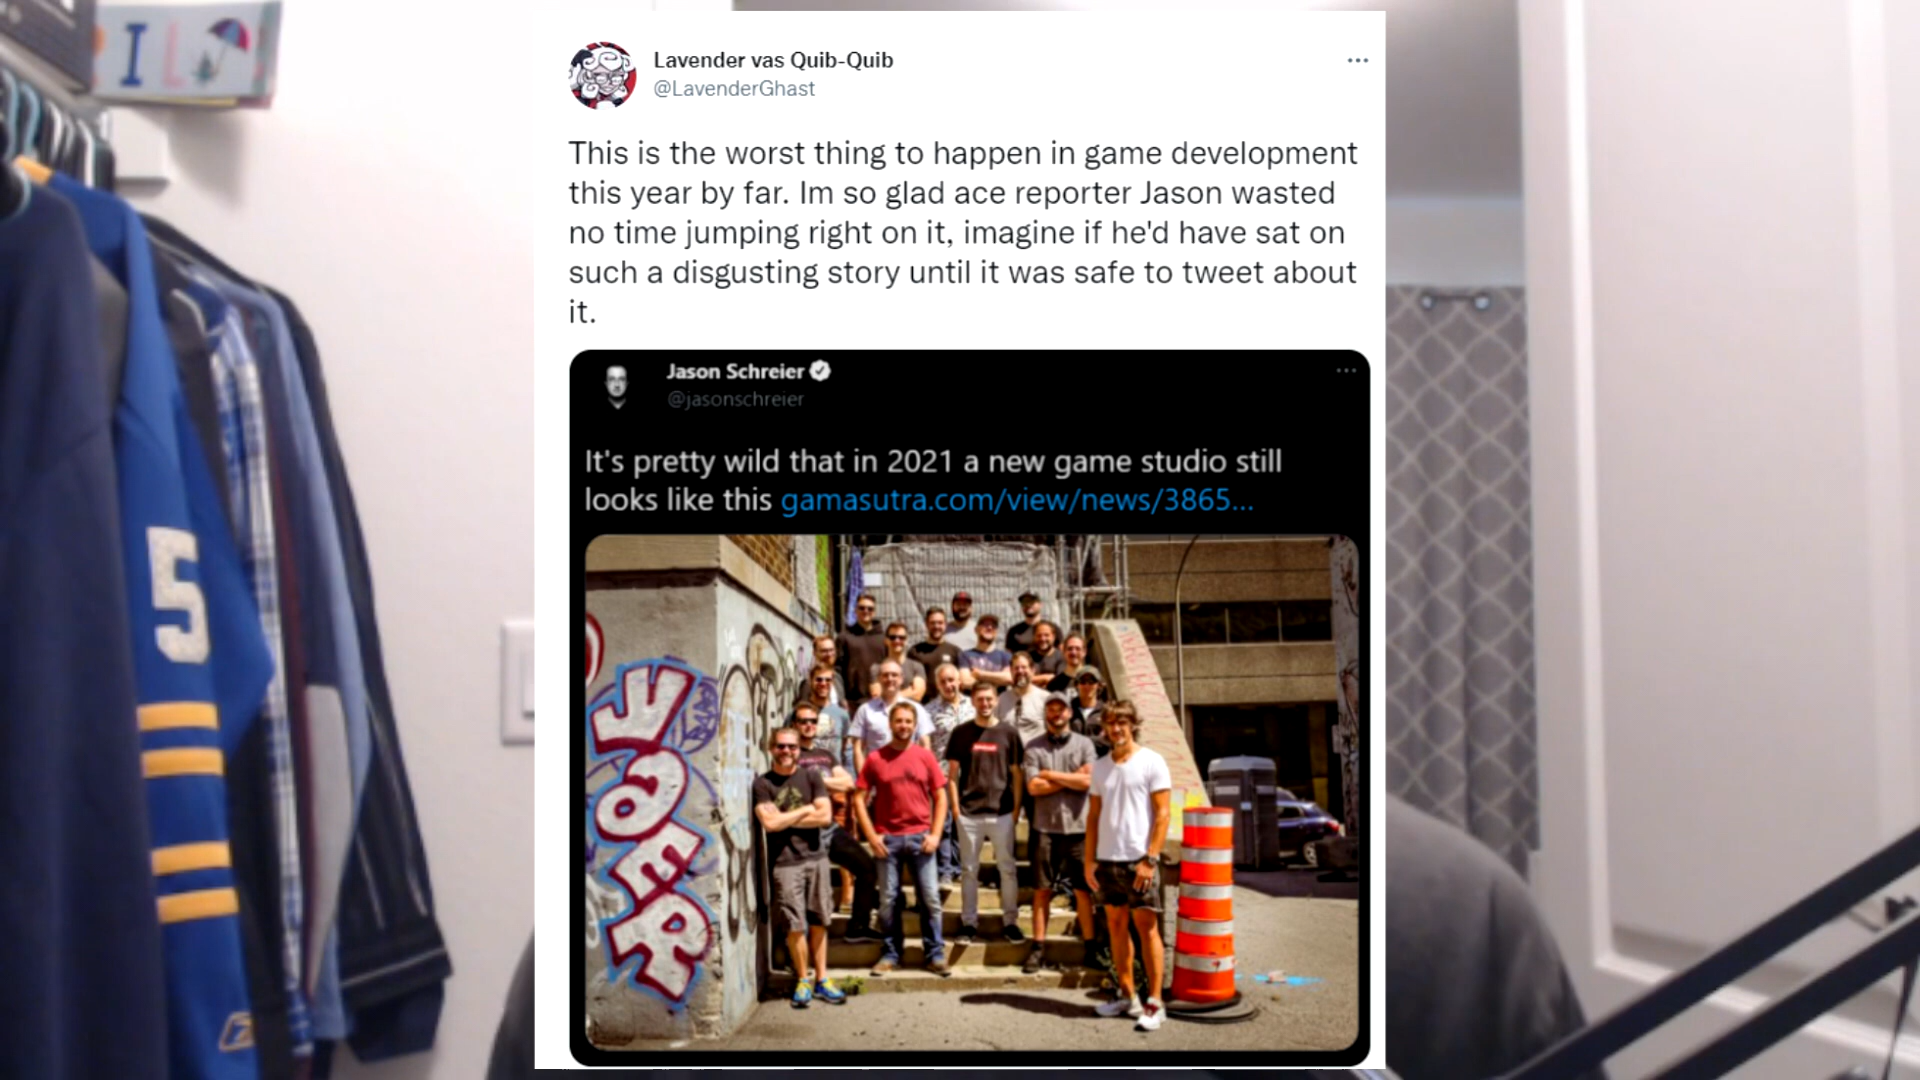 IL
Lavender vas Quib-Quib
@LavenderGhast
This is the worst thing to happen in game development
this year by far. Im so glad ace reporter Jason wasted
no time jumping right on it, imagine if he'd have sat on
such a disgusting story until it was safe to tweet about
it.
Jason Schreier
@jasonschreier
It's pretty wild that in 2021 a new game studio still
looks like this gamasutra.com/view/news/3865...
5